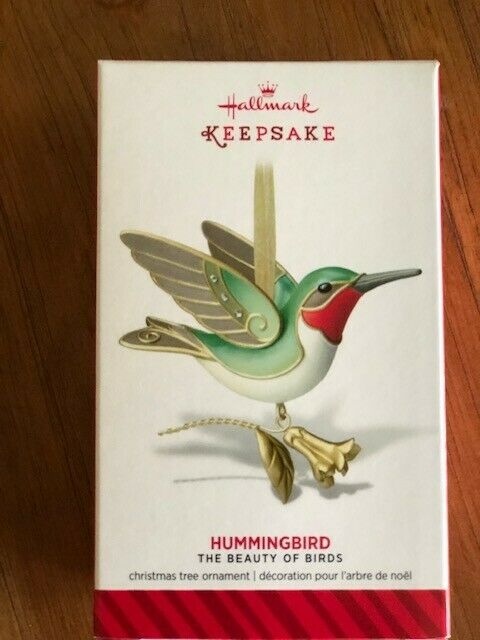 Hallmark
KEEPSAKE
HUMMINGBIRD
THE BEAUTY OF BIRDS
christmas tree ornament | décoration pour l'arbre de noël